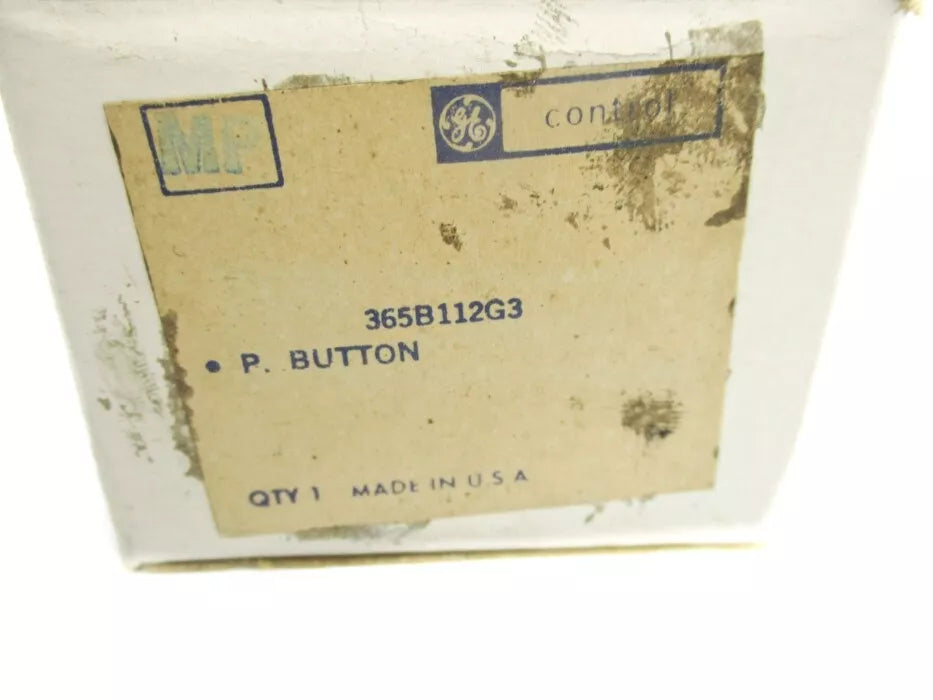 MP
GE control
365B112G3
• P. BUTTON
QTY 1 MADE IN U.S.A